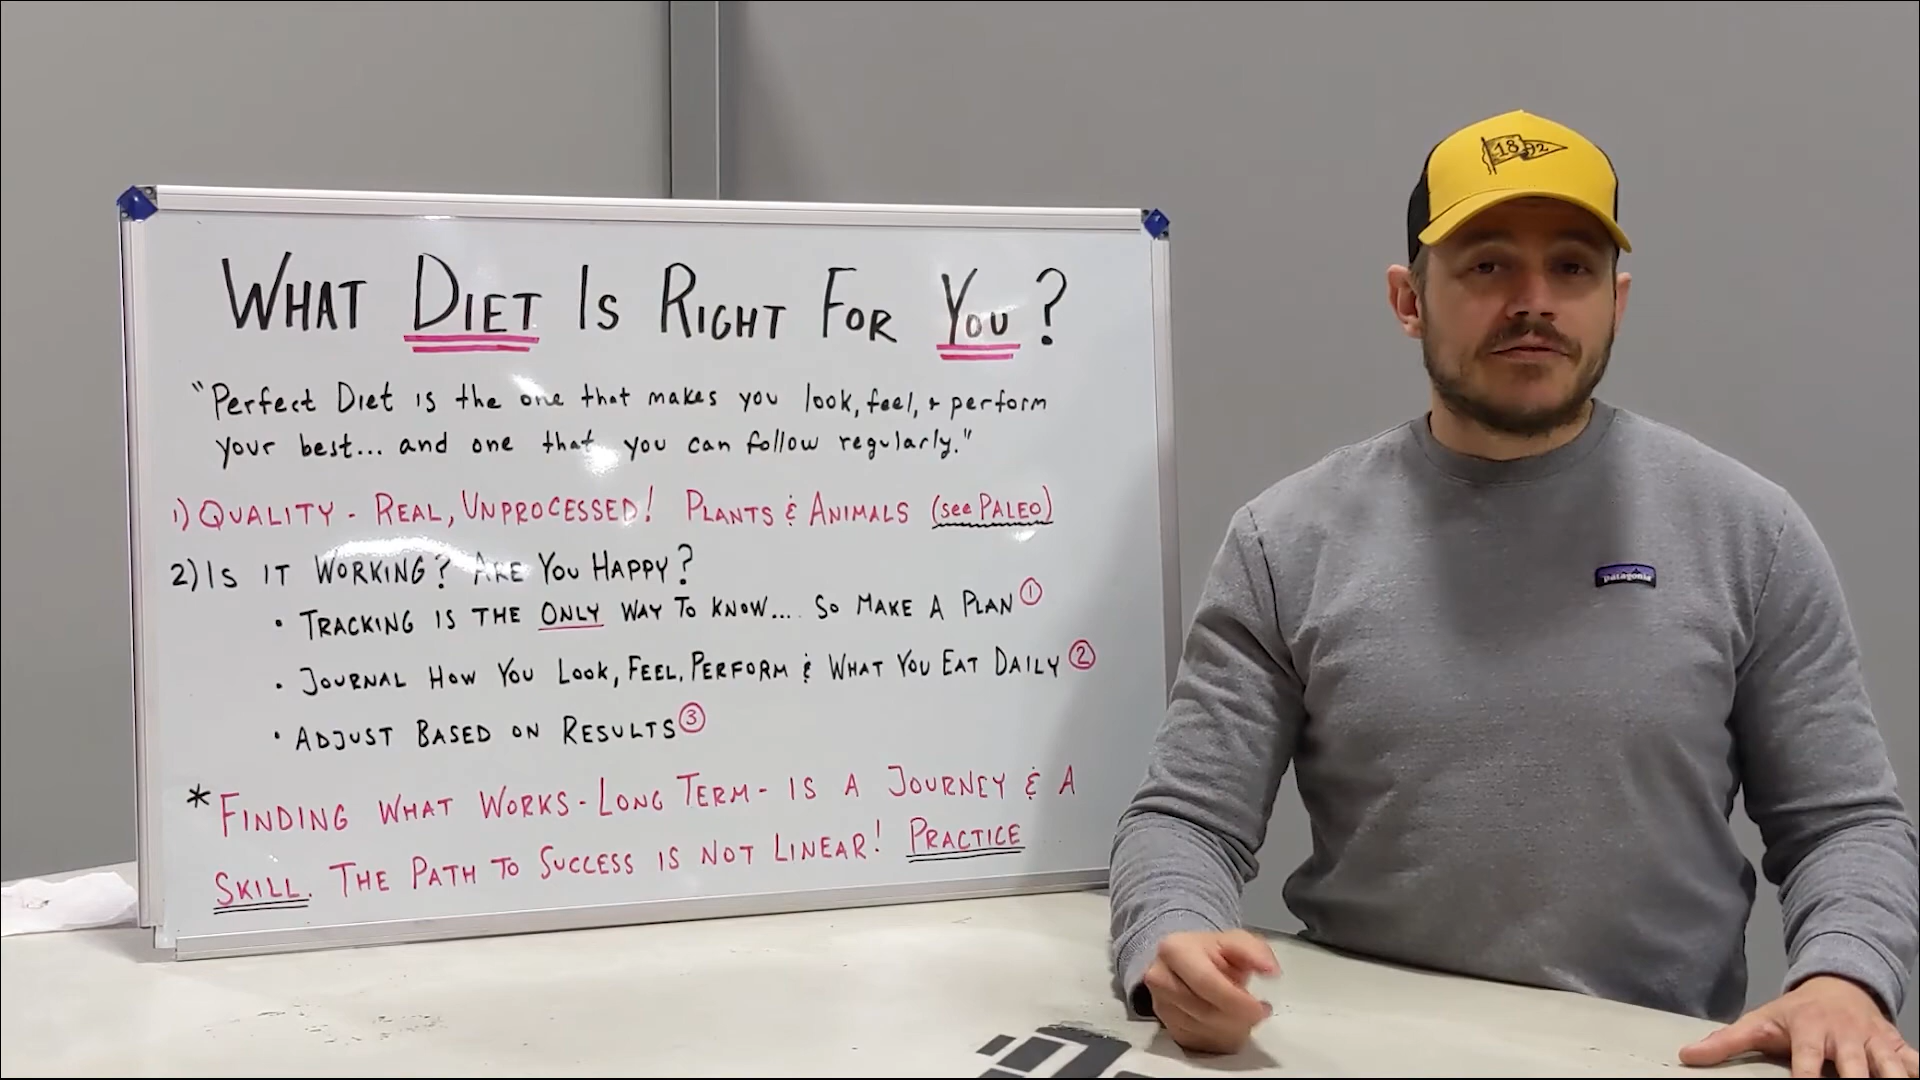 WHAT DIET IS RIGHT FOR YOU?
"Perfect Diet is the one that makes you look, feel, & perform
your best... and one that you can follow regularly."
1) QUALITY - REAL, UNPROCESSED! PLANTS & ANIMALS (see PALEO)
2) IS IT WORKING? ARE YOU HAPPY?
• TRACKING IS THE ONLY WAY TO KNOW.... SO MAKE A PLAN ①
• JOURNAL HOW YOU LOOK, FEEL, PERFORM & WHAT YOU EAT DAILY ②
• ADJUST BASED ON RESULTS ③
* FINDING WHAT WORKS - LONG TERM - IS A JOURNEY & A
SKILL. THE PATH TO SUCCESS IS NOT LINEAR! PRACTICE
1892
patagonia